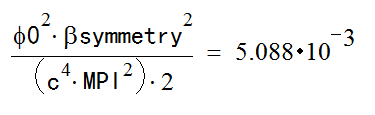 ϕ0²·βsymmetry² / (c⁴·MPl²)·2 = 5.088•10⁻³